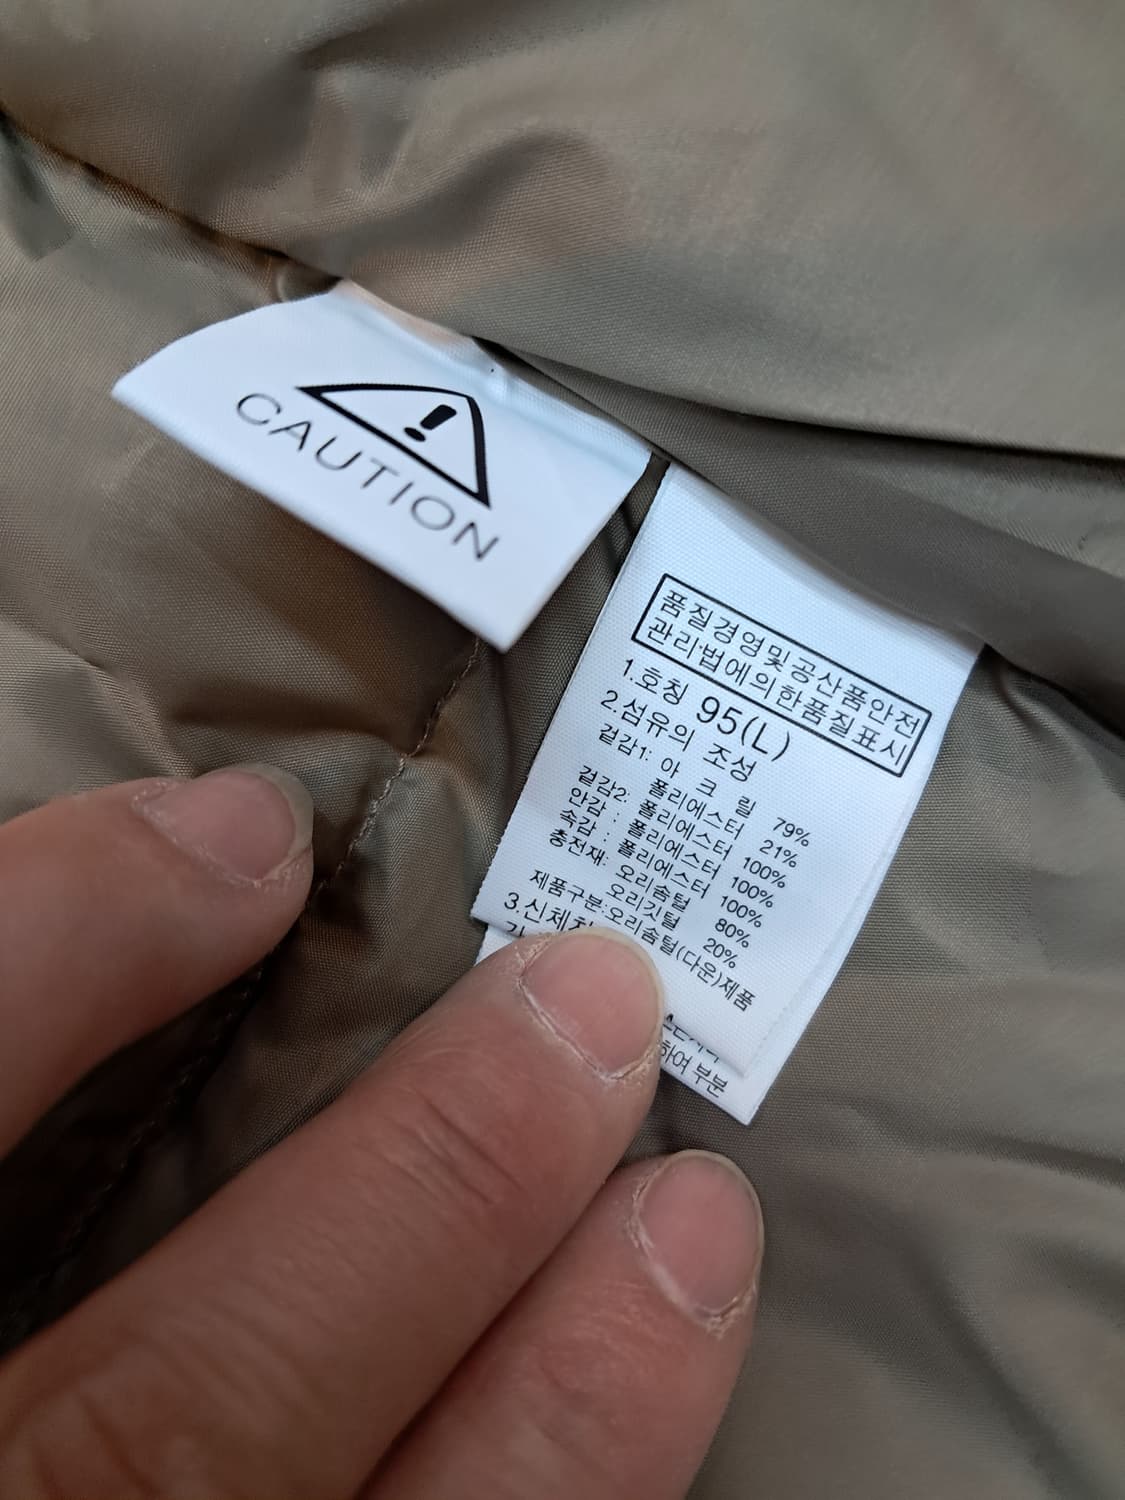 CAUTION
품질경영및공산품안전
관리·법에의한품질표시
1.호칭 95(L)
2.섬유의 조성
겉감1: 아 크 릴 79%
폴리에스터 21%
겉감2: 폴리에스터 100%
안감 : 폴리에스터 100%
속감 : 폴리에스터 100%
충전재: 오리솜털 80%
오리깃털 20%
제품구분:오리솜털(다운)제품
3.신체치
하여 부분